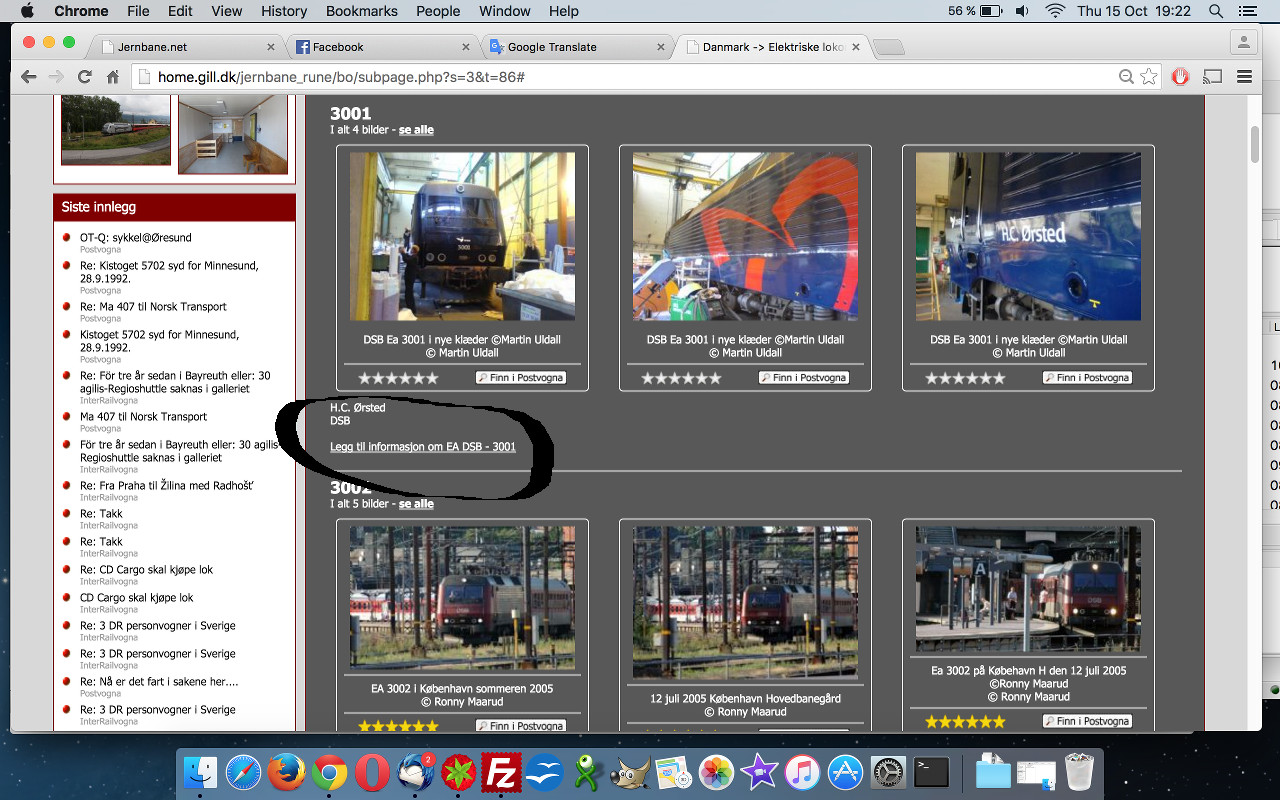 Chrome File Edit View History Bookmarks People Window Help 56 % Thu 15 Oct 19:22
Jernbane.net Facebook Google Translate Danmark -> Elektriske loko
home.gill.dk/jernbane_rune/bo/subpage.php?s=3&t=86#
Siste innlegg
OT-Q: sykkel@Øresund
Postvogna
Re: Kistoget 5702 syd for Minnesund,
28.9.1992.
Postvogna
Re: Ma 407 til Norsk Transport
Postvogna
Kistoget 5702 syd for Minnesund,
28.9.1992.
Postvogna
Re: För tre år sedan i Bayreuth eller: 30
agilis-Regioshuttle saknas i galleriet
InterRailvogna
Ma 407 til Norsk Transport
Postvogna
För tre år sedan i Bayreuth eller: 30 agilis-
Regioshuttle saknas i galleriet
InterRailvogna
Re: Fra Praha til Žilina med Radhošť
InterRailvogna
Re: Takk
InterRailvogna
Re: Takk
InterRailvogna
Re: CD Cargo skal kjøpe lok
InterRailvogna
CD Cargo skal kjøpe lok
InterRailvogna
Re: 3 DR personvogner i Sverige
InterRailvogna
Re: 3 DR personvogner i Sverige
InterRailvogna
Re: Nå er det fart i sakene her....
Postvogna
Re: 3 DR personvogner i Sverige
InterRailvogna
3001
I alt 4 bilder - se alle
3001
H.C. Ørsted
DSB Ea 3001 i nye klæder ©Martin Uldall
© Martin Uldall
Finn i Postvogna
DSB Ea 3001 i nye klæder ©Martin Uldall
© Martin Uldall
Finn i Postvogna
DSB Ea 3001 i nye klæder ©Martin Uldall
© Martin Uldall
Finn i Postvogna
H.C. Ørsted
DSB
Legg til informasjon om EA DSB - 3001
3002
I alt 5 bilder - se alle
DSB
DSB
A
DSB
EA 3002 i København sommeren 2005
© Ronny Maarud
Finn i Postvogna
12 juli 2005 København Hovedbanegård
© Ronny Maarud
Finn i Postvogna
Ea 3002 på Købehavn H den 12 juli 2005
©Ronny Maarud
© Ronny Maarud
Finn i Postvogna
2
Fz